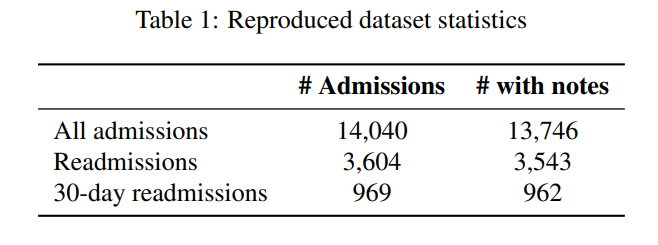 Table 1: Reproduced dataset statistics
# Admissions # with notes
All admissions 14,040 13,746
Readmissions 3,604 3,543
30-day readmissions 969 962